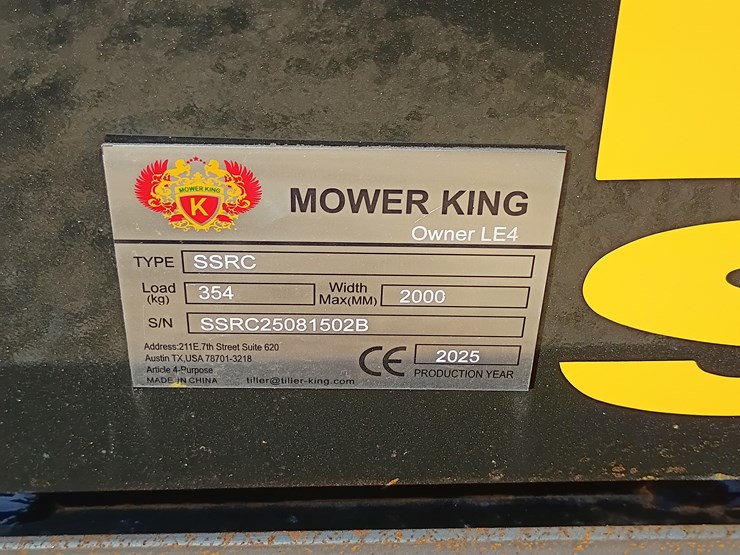 MOWER KING
K
MOWER KING
Owner LE4
TYPE SSRC
Load (kg) 354 Width Max(MM) 2000
S/N SSRC25081502B
Address:211E.7th Street Suite 620
Austin TX,USA 78701-3218
Article 4-Purpose
MADE IN CHINA tiller@tiller-king.com
CE 2025
PRODUCTION YEAR